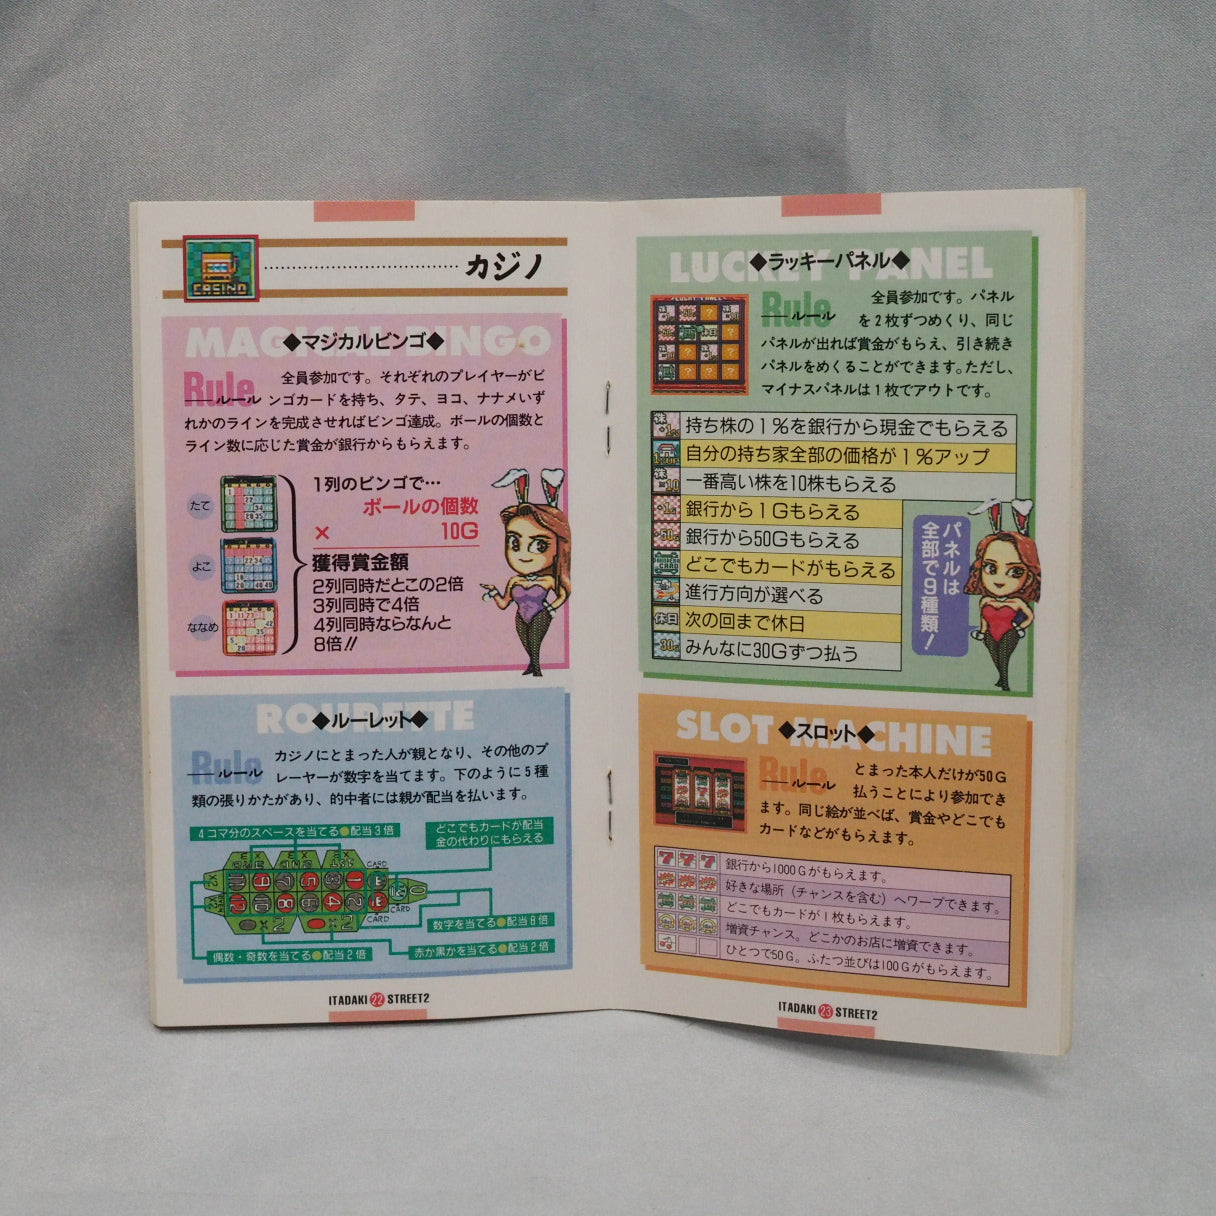 カジノ
CASINO
MAGICAL BINGO
◆マジカルビンゴ◆
Rule
ルール
全員参加です。それぞれのプレイヤーがビ
ンゴカードを持ち、タテ、ヨコ、ナナメいず
れかのラインを完成させればビンゴ達成。ボールの個数と
ライン数に応じた賞金が銀行からもらえます。
たて
よこ
ななめ
1列のビンゴで…
ボールの個数
× 10G
獲得賞金額
2列同時だとこの2倍
3列同時で4倍
4列同時ならなんと
8倍!!
ROURETTE
◆ルーレット◆
Rule
ルール
カジノにとまった人が親となり、その他のプ
レーヤーが数字を当てます。下のように5種
類の張りかたがあり、的中者には親が配当を払います。
4コマ分のスペースを当てる●配当3倍
どこでもカードが配当
金の代わりにもらえる
CARD
CARD
数字を当てる●配当8倍
偶数・奇数を当てる●配当2倍
赤か黒かを当てる●配当2倍
ITADAKI 22 STREET2
LUCKEY PANEL
◆ラッキーパネル◆
Rule
ルール
全員参加です。パネル
を2枚ずつめくり、同じ
パネルが出れば賞金がもらえ、引き続き
パネルをめくることができます。ただし、
マイナスパネルは1枚でアウトです。
持ち株の1%を銀行から現金でもらえる
自分の持ち家全部の価格が1%アップ
一番高い株を10株もらえる
銀行から1Gもらえる
銀行から50Gもらえる
どこでもカードがもらえる
進行方向が選べる
休日 次の回まで休日
30G みんなに30Gずつ払う
パネルは
全部で9種類!
SLOT MACHINE
◆スロット◆
Rule
ルール
とまった本人だけが50G
払うことにより参加でき
ます。同じ絵が並べば、賞金やどこでも
カードなどがもらえます。
7 7 7 銀行から1000Gがもらえます。
好きな場所（チャンスを含む）へワープできます。
どこでもカードが1枚もらえます。
増資チャンス。どこかのお店に増資できます。
ひとつで50G。ふたつ並びは100Gがもらえます。
ITADAKI 23 STREET2